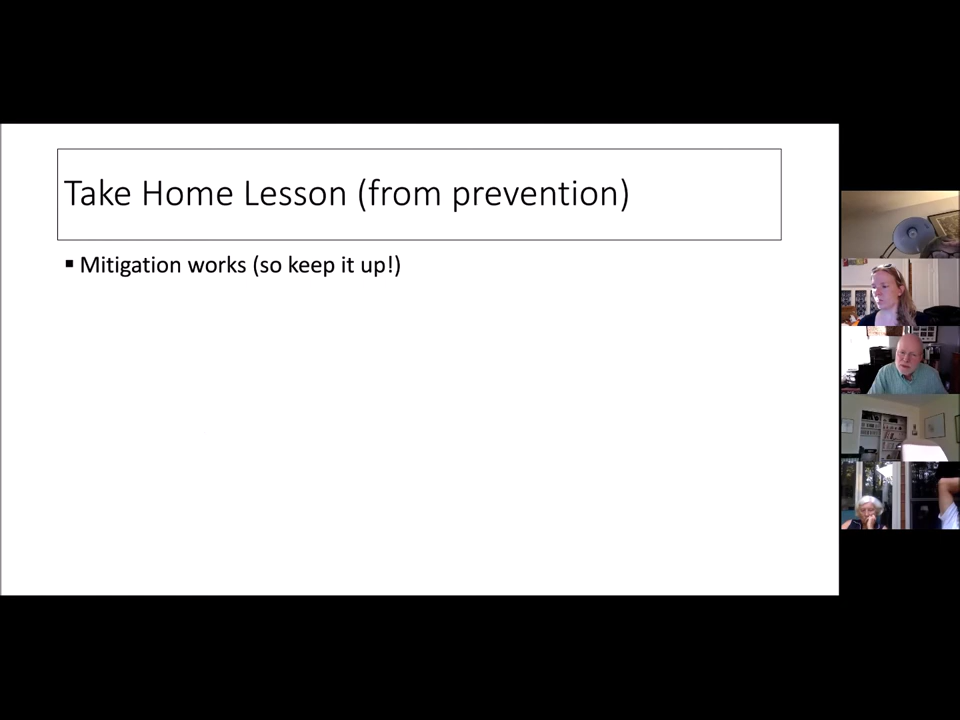 Take Home Lesson (from prevention)
▪ Mitigation works (so keep it up!)